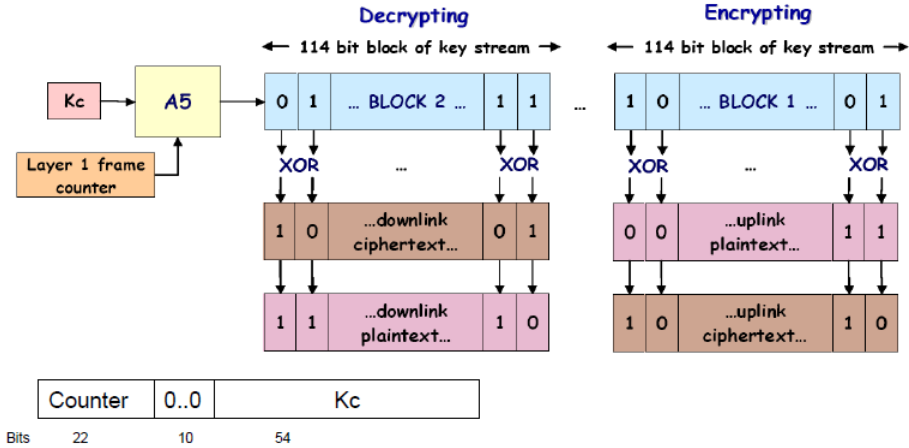 Decrypting
Encrypting
← 114 bit block of key stream →
← 114 bit block of key stream →
Kc
A5
0 1 ... BLOCK 2 ... 1 1
...
1 0 ... BLOCK 1 ... 0 1
Layer 1 frame
counter
XOR ... XOR
XOR ... XOR
1 0 ...downlink
ciphertext... 0 1
0 0 ...uplink
plaintext... 1 1
1 1 ...downlink
plaintext... 1 0
1 0 ...uplink
ciphertext... 1 0
Counter 0..0 Kc
Bits 22 10 54